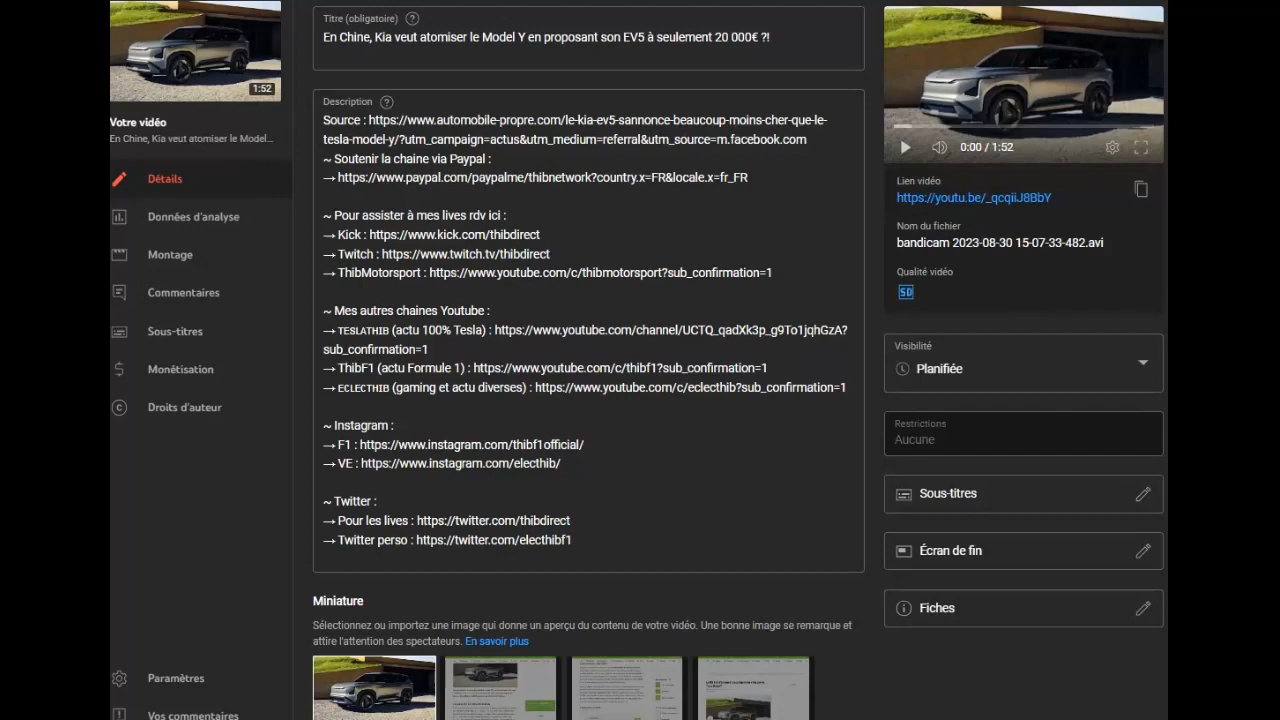 1:52
Votre vidéo
En Chine, Kia veut atomiser le Model...
Détails
Données d'analyse
Montage
Commentaires
Sous-titres
Monétisation
Droits d'auteur
Paramètres
Vos commentaires
Titre (obligatoire)
En Chine, Kia veut atomiser le Model Y en proposant son EV5 à seulement 20 000€ ?!
Description
Source : https://www.automobile-propre.com/le-kia-ev5-sannonce-beaucoup-moins-cher-que-le-
tesla-model-y/?utm_campaign=actus&utm_medium=referral&utm_source=m.facebook.com
~ Soutenir la chaine via Paypal :
→ https://www.paypal.com/paypalme/thibnetwork?country.x=FR&locale.x=fr_FR
~ Pour assister à mes lives rdv ici :
→ Kick : https://www.kick.com/thibdirect
→ Twitch : https://www.twitch.tv/thibdirect
→ ThibMotorsport : https://www.youtube.com/c/thibmotorsport?sub_confirmation=1
~ Mes autres chaines Youtube :
→ ᴛᴇsʟᴀᴛʜɪʙ (actu 100% Tesla) : https://www.youtube.com/channel/UCTQ_qadXk3p_g9To1jqhGzA?
sub_confirmation=1
→ ThibF1 (actu Formule 1) : https://www.youtube.com/c/thibf1?sub_confirmation=1
→ ᴇᴄʟᴇᴄᴛʜɪʙ (gaming et actu diverses) : https://www.youtube.com/c/eclecthib?sub_confirmation=1
~ Instagram :
→ F1 : https://www.instagram.com/thibf1official/
→ VE : https://www.instagram.com/electhib/
~ Twitter :
→ Pour les lives : https://twitter.com/thibdirect
→ Twitter perso : https://twitter.com/electhibf1
Miniature
Sélectionnez ou importez une image qui donne un aperçu du contenu de votre vidéo. Une bonne image se remarque et
attire l'attention des spectateurs. En savoir plus
0:00 / 1:52
Lien vidéo
https://youtu.be/_qcqiiJ8BbY
Nom du fichier
bandicam 2023-08-30 15-07-33-482.avi
Qualité vidéo
SD
Visibilité
Planifiée
Restrictions
Aucune
Sous-titres
Écran de fin
Fiches